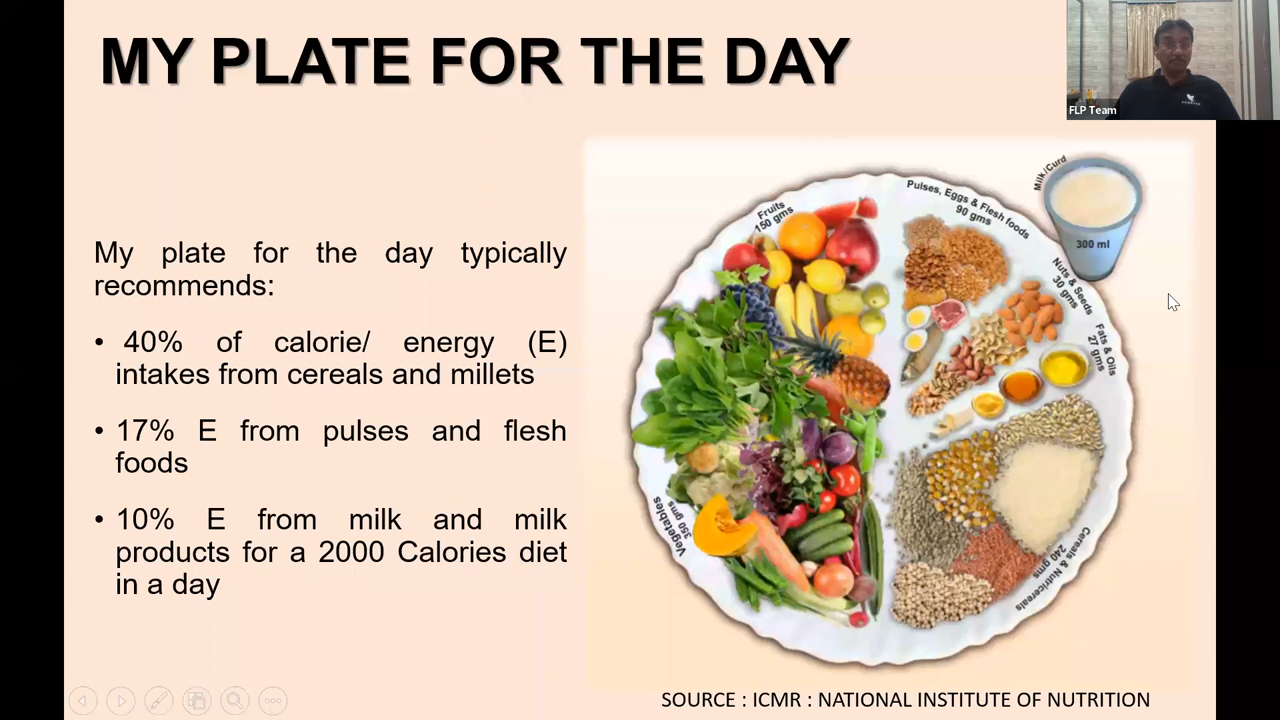 MY PLATE FOR THE DAY
FLP Team
My plate for the day typically
recommends:
• 40% of calorie/ energy (E)
intakes from cereals and millets
• 17% E from pulses and flesh
foods
• 10% E from milk and milk
products for a 2000 Calories diet
in a day
Fruits
150 gms
Pulses, Eggs & Flesh foods
90 gms
Milk/Curd
300 ml
Nuts & Seeds
30 gms
Fats & Oils
27 gms
Vegetables
350 gms
Cereals & Nutricereals
240 gms
SOURCE : ICMR : NATIONAL INSTITUTE OF NUTRITION